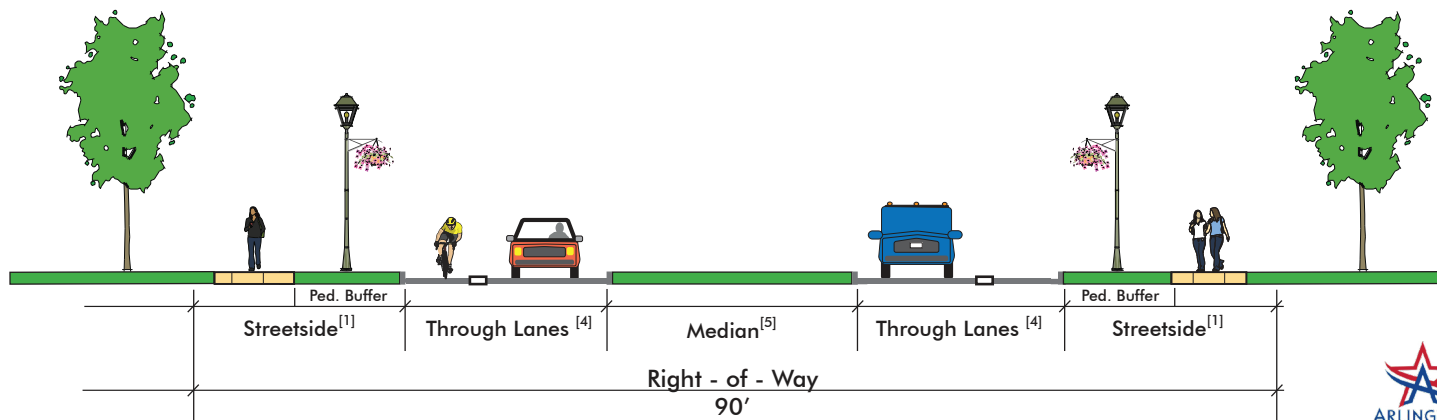 Ped. Buffer
Ped. Buffer
Streetside[1]
Through Lanes [4]
Median[5]
Through Lanes [4]
Streetside[1]
Right - of - Way
90′